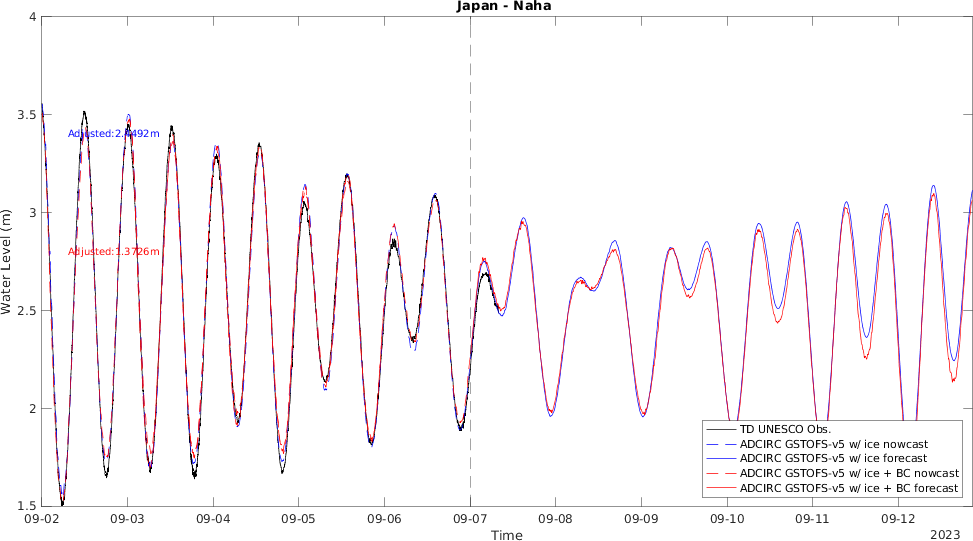 Japan - Naha
4
3.5
3
2.5
2
1.5
Water Level (m)
Adjusted:1.3726m
TD UNESCO Obs.
ADCIRC GSTOFS-v5 w/ ice nowcast
ADCIRC GSTOFS-v5 w/ ice forecast
ADCIRC GSTOFS-v5 w/ ice + BC nowcast
ADCIRC GSTOFS-v5 w/ ice + BC forecast
09-02 09-03 09-04 09-05 09-06 09-07 09-08 09-09 09-10 09-11 09-12
Time
2023